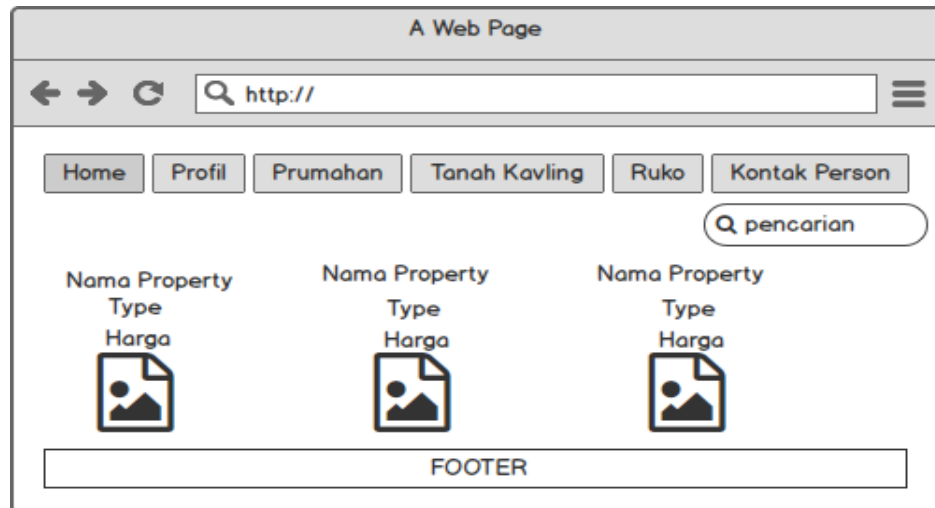 A Web Page
http://
Home Profil Prumahan Tanah Kavling Ruko Kontak Person
pencarian
Nama Property Nama Property Nama Property
Type Type Type
Harga Harga Harga
FOOTER